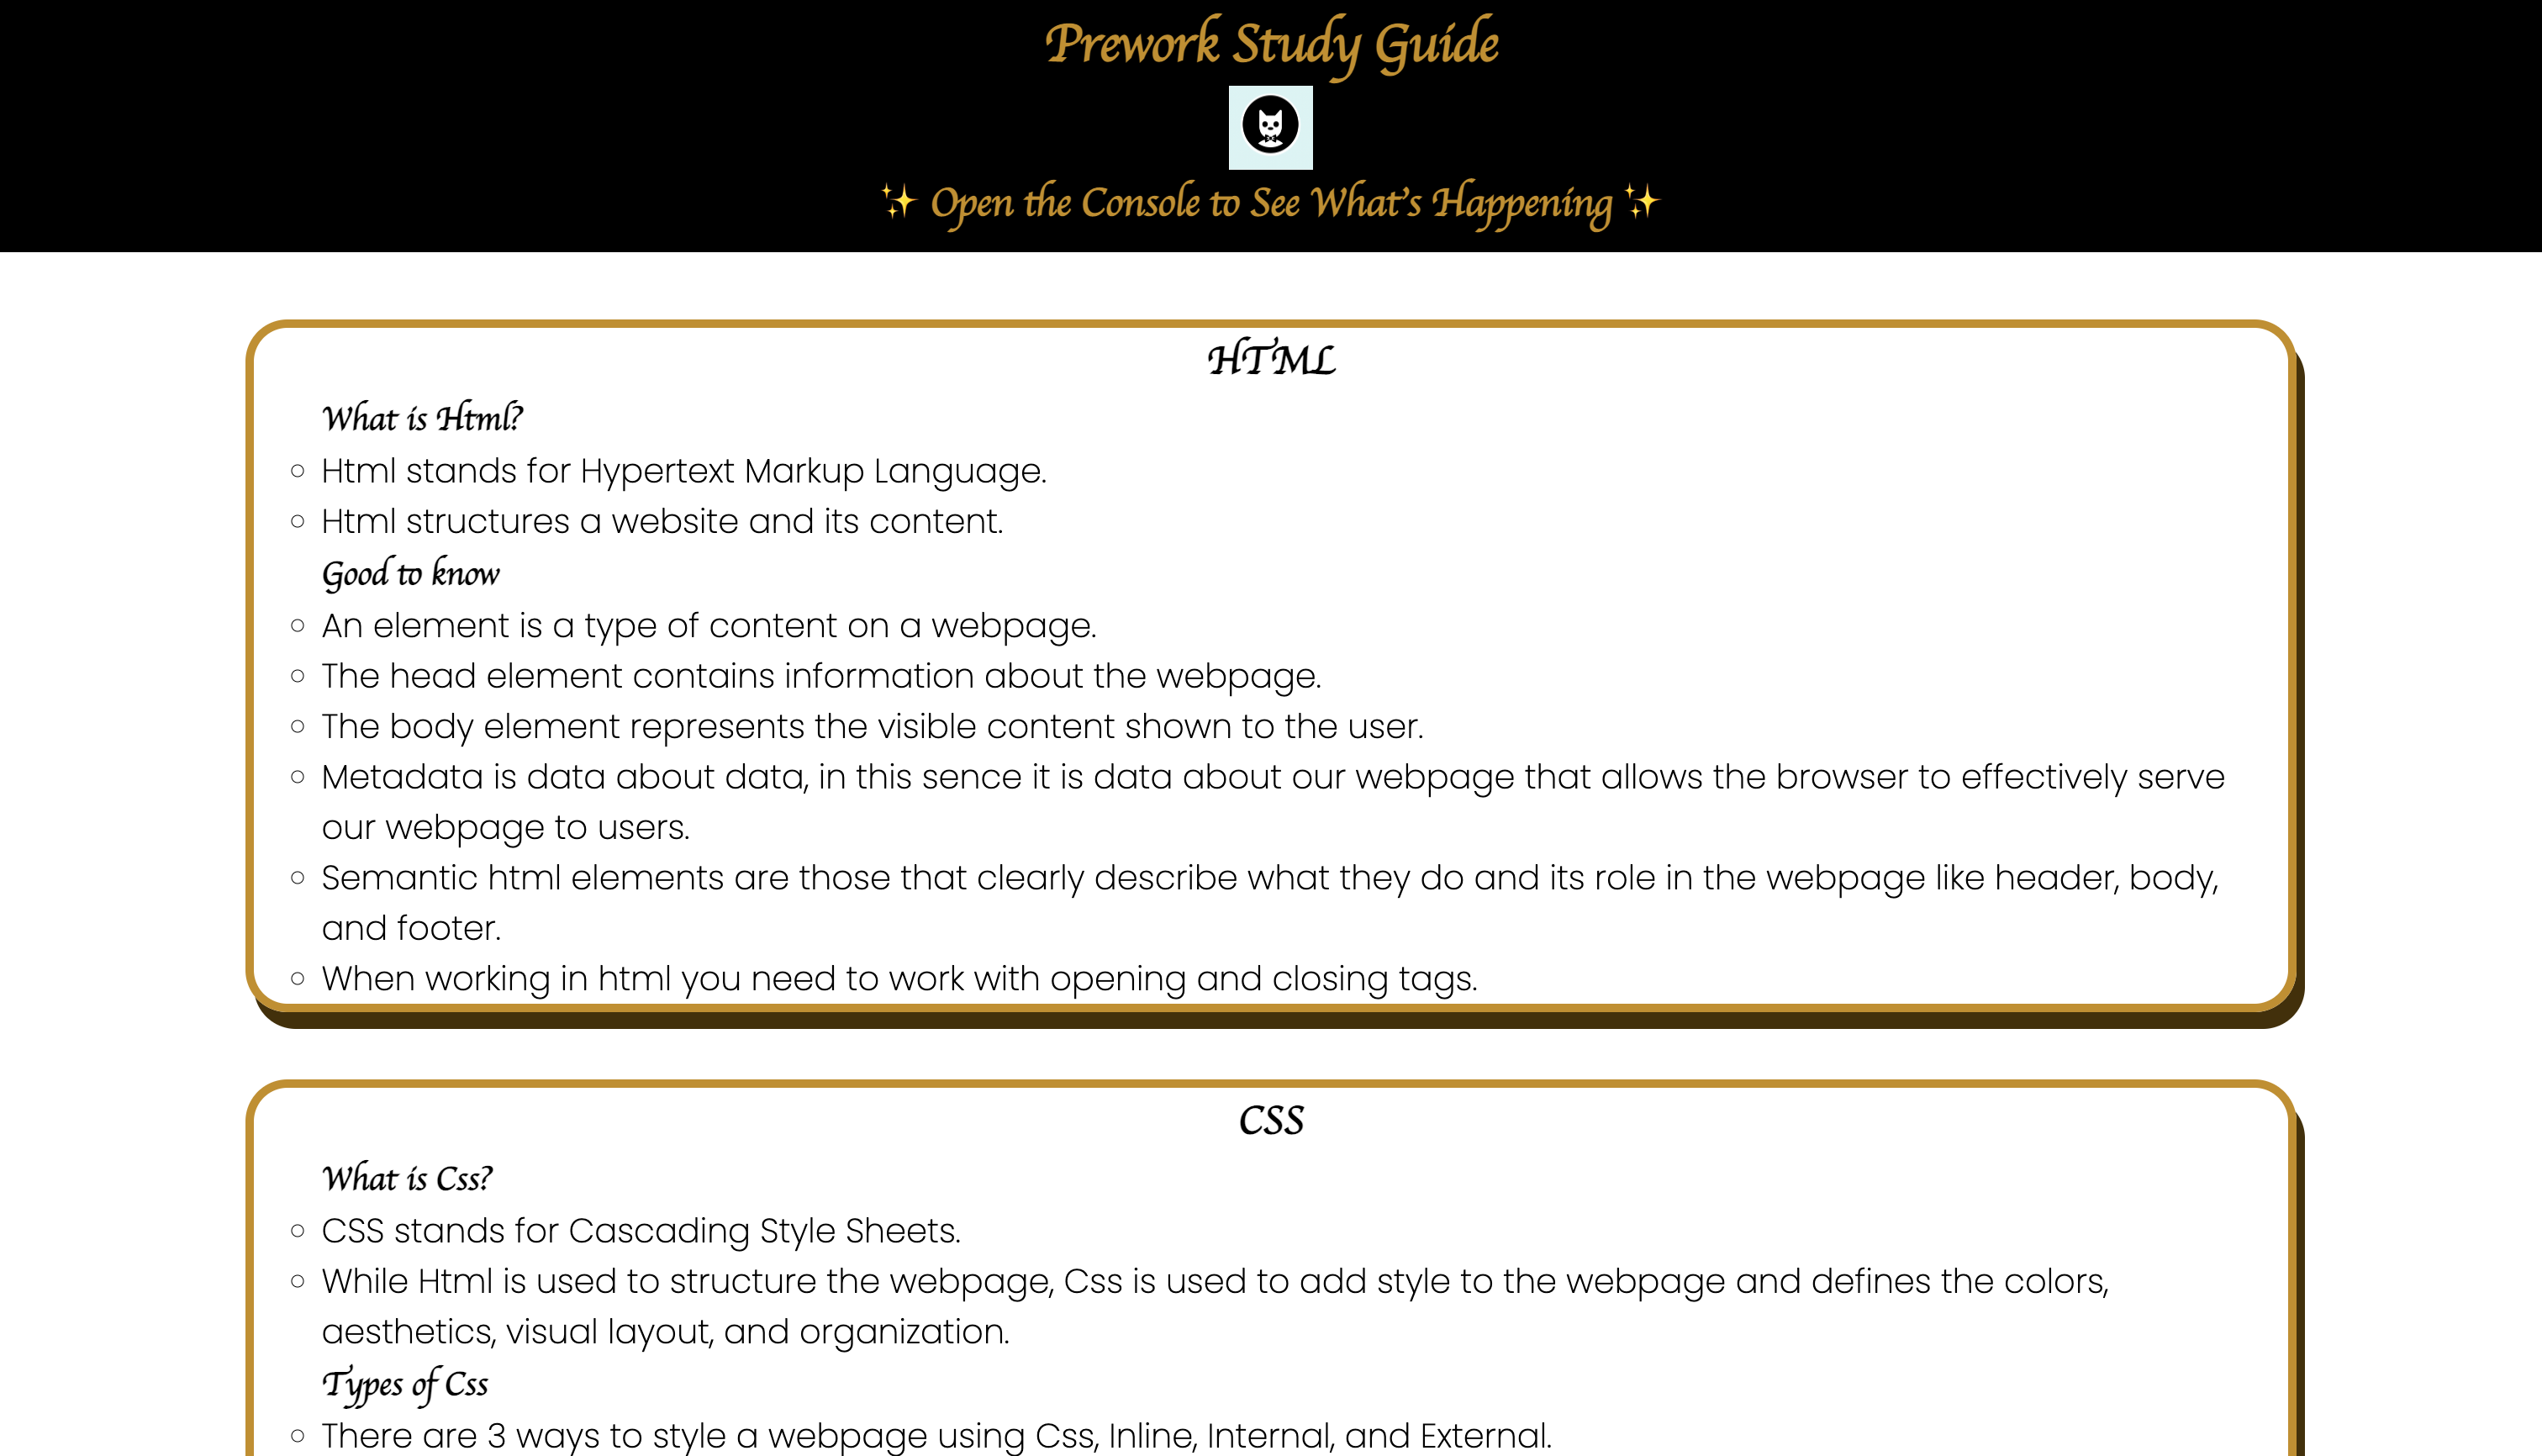 Prework Study Guide
✨ Open the Console to See What's Happening ✨
HTML
What is Html?
Html stands for Hypertext Markup Language.
Html structures a website and its content.
Good to know
An element is a type of content on a webpage.
The head element contains information about the webpage.
The body element represents the visible content shown to the user.
Metadata is data about data, in this sence it is data about our webpage that allows the browser to effectively serve
our webpage to users.
Semantic html elements are those that clearly describe what they do and its role in the webpage like header, body,
and footer.
When working in html you need to work with opening and closing tags.
CSS
What is Css?
CSS stands for Cascading Style Sheets.
While Html is used to structure the webpage, Css is used to add style to the webpage and defines the colors,
aesthetics, visual layout, and organization.
Types of Css
There are 3 ways to style a webpage using Css, Inline, Internal, and External.